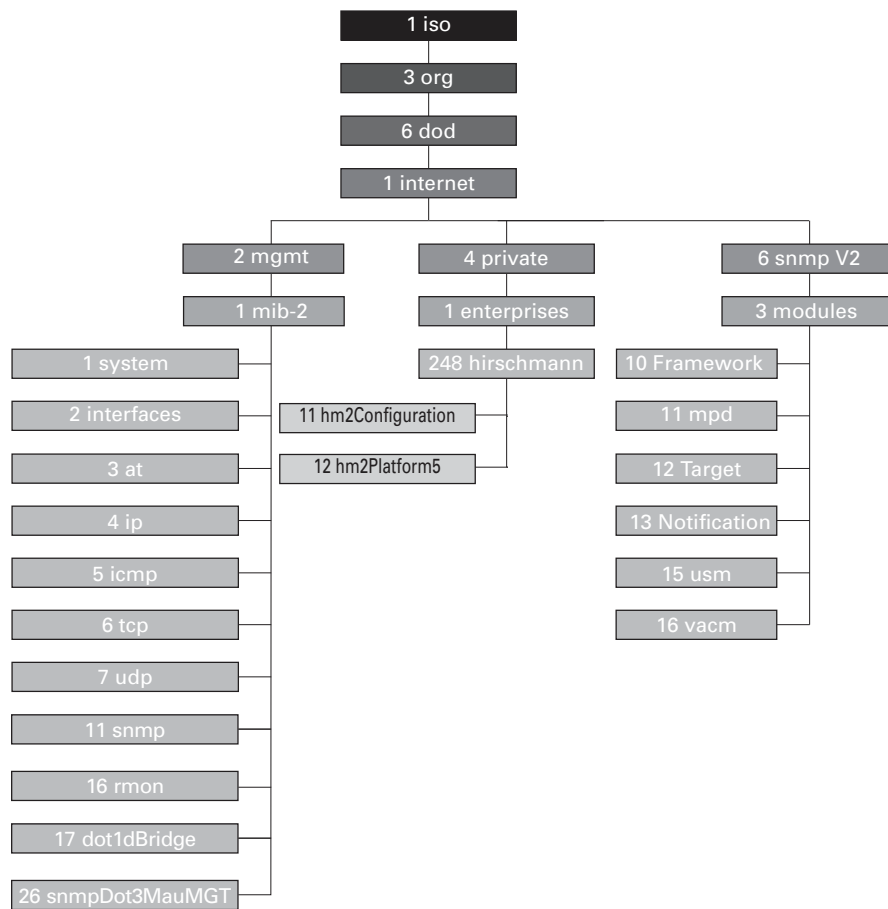 1 iso
3 org
6 dod
1 internet
2 mgmt
4 private
6 snmp V2
1 mib-2
1 enterprises
3 modules
1 system
248 hirschmann
10 Framework
2 interfaces
11 hm2Configuration
11 mpd
3 at
12 hm2Platform5
12 Target
4 ip
13 Notification
5 icmp
15 usm
6 tcp
16 vacm
7 udp
11 snmp
16 rmon
17 dot1dBridge
26 snmpDot3MauMGT